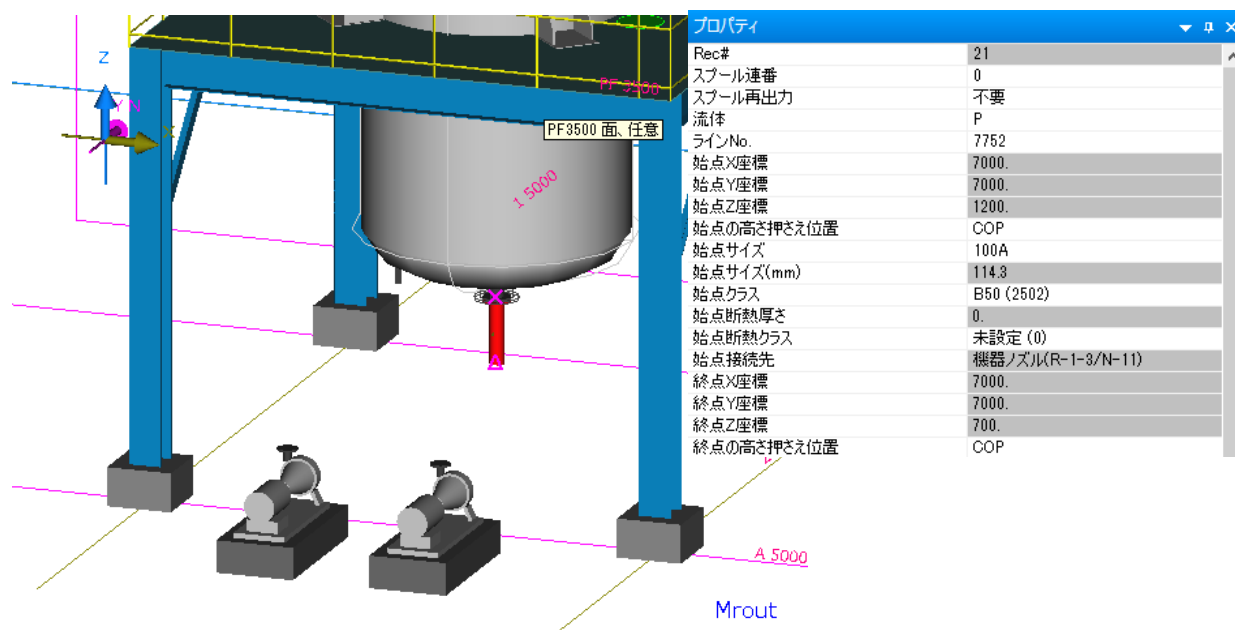 Z
Y N
X
PF 3500
PF3500 面、任意
1 5000
A 5000
Mrout
プロパティ
Rec# 21
スプール連番 0
スプール再出力 不要
流体 P
ラインNo. 7752
始点X座標 7000.
始点Y座標 7000.
始点Z座標 1200.
始点の高さ押さえ位置 COP
始点サイズ 100A
始点サイズ(mm) 114.3
始点クラス B50 (2502)
始点断熱厚さ 0.
始点断熱クラス 未設定 (0)
始点接続先 機器ノズル(R-1-3/N-11)
終点X座標 7000.
終点Y座標 7000.
終点Z座標 700.
終点の高さ押さえ位置 COP